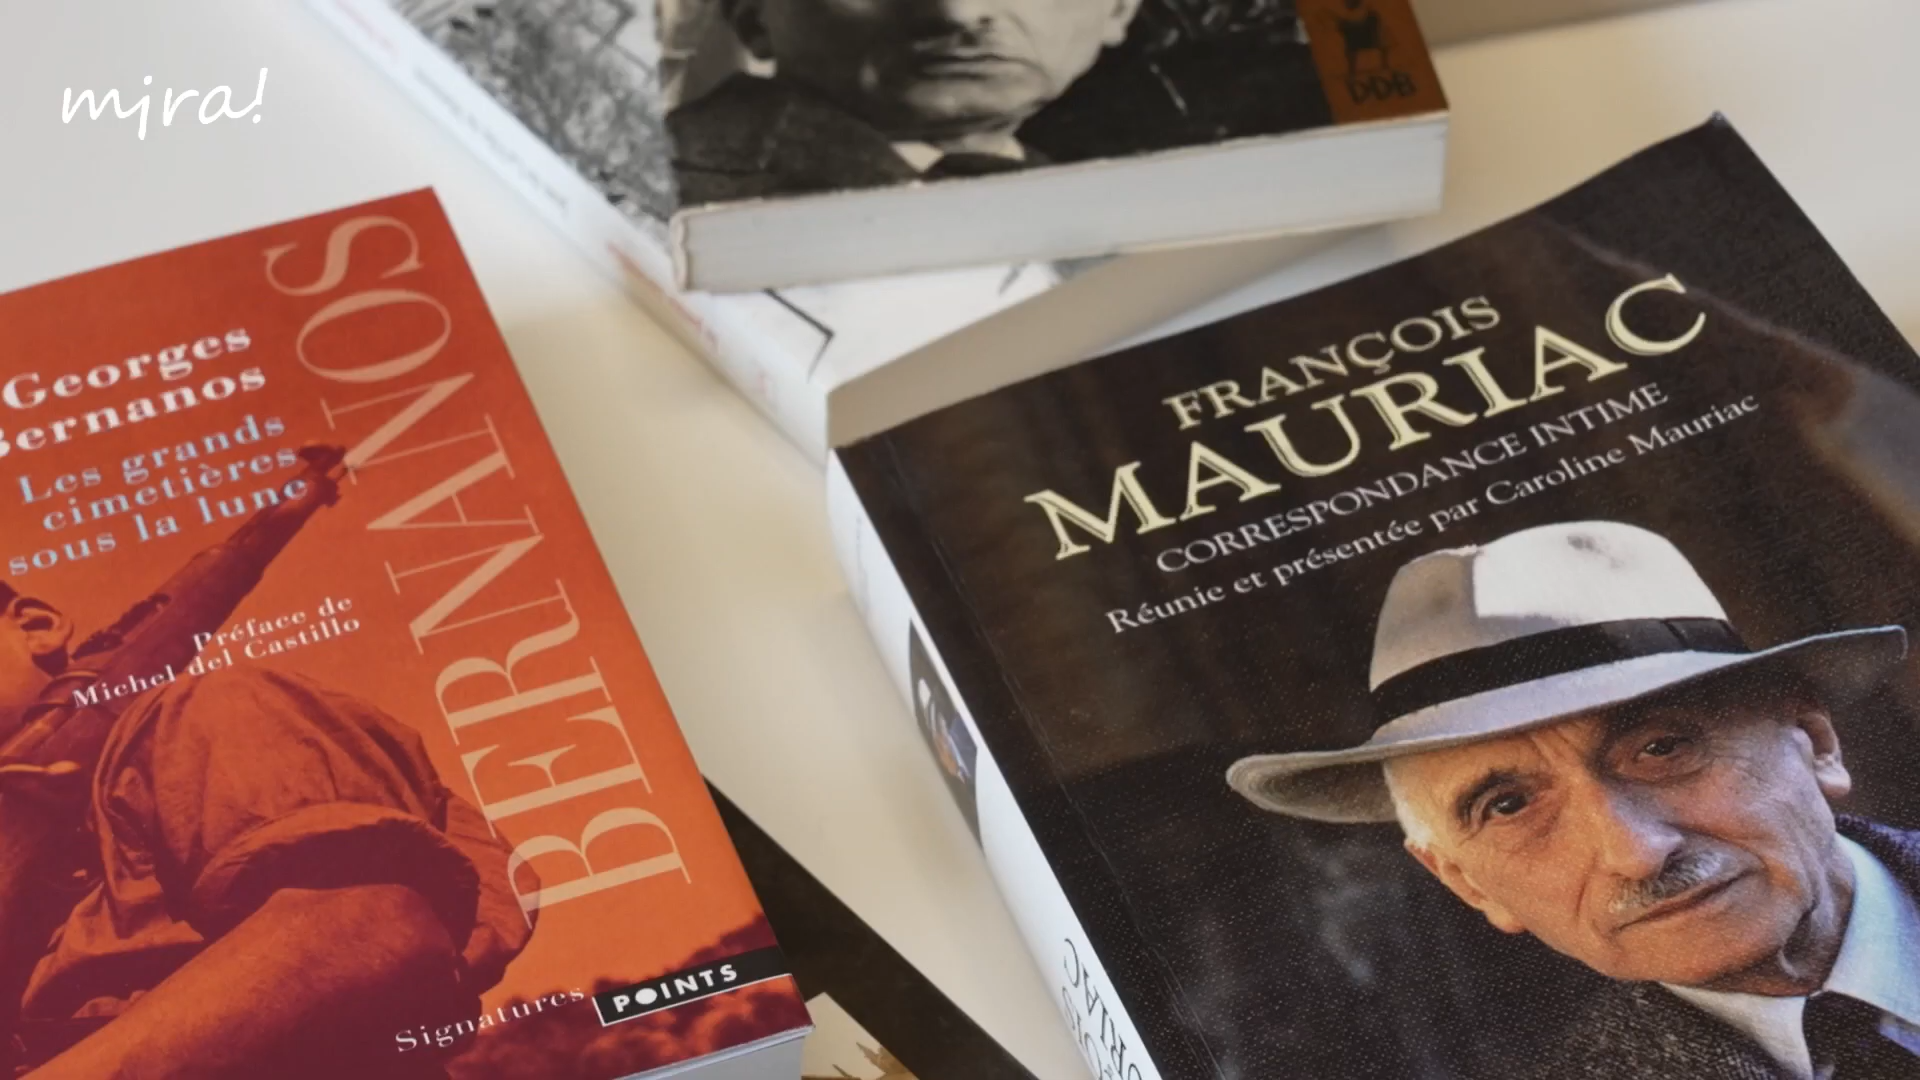 mjra!
DDB
Georges
Bernanos
Les grands
cimetières
sous la lune
Préface de
Michel del Castillo
BERNANOS
Signatures
POINTS
FRANÇOIS
MAURIAC
CORRESPONDANCE INTIME
Réunie et présentée par Caroline Mauriac